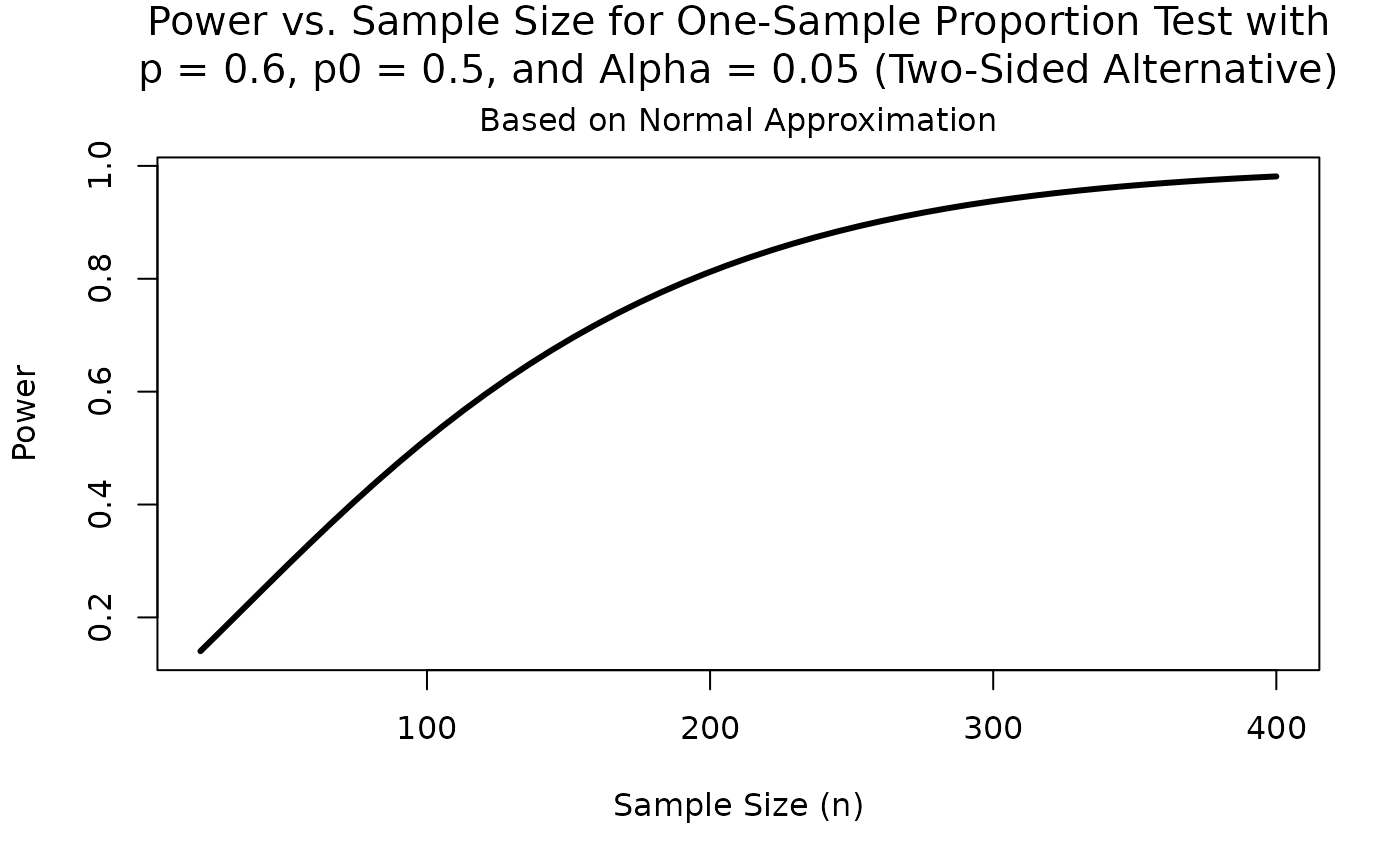 Power vs. Sample Size for One-Sample Proportion Test with
p = 0.6, p0 = 0.5, and Alpha = 0.05 (Two-Sided Alternative)
Based on Normal Approximation
1.0
0.8
0.6
0.4
0.2
Power
100 200 300 400
Sample Size (n)